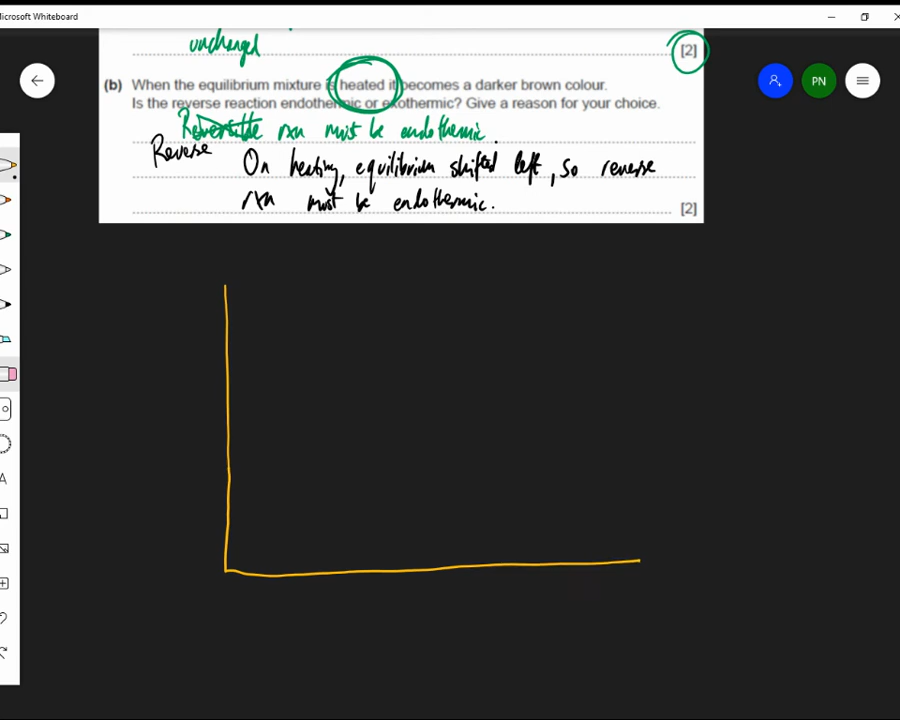 Microsoft Whiteboard
unchanged
[2]
(b) When the equilibrium mixture is heated it becomes a darker brown colour.
Is the reverse reaction endothermic or exothermic? Give a reason for your choice.
Reversible rxn must be endothermic.
Reverse On heating, equilibrium shifted left, so reverse
rxn must be endothermic.
[2]
PN